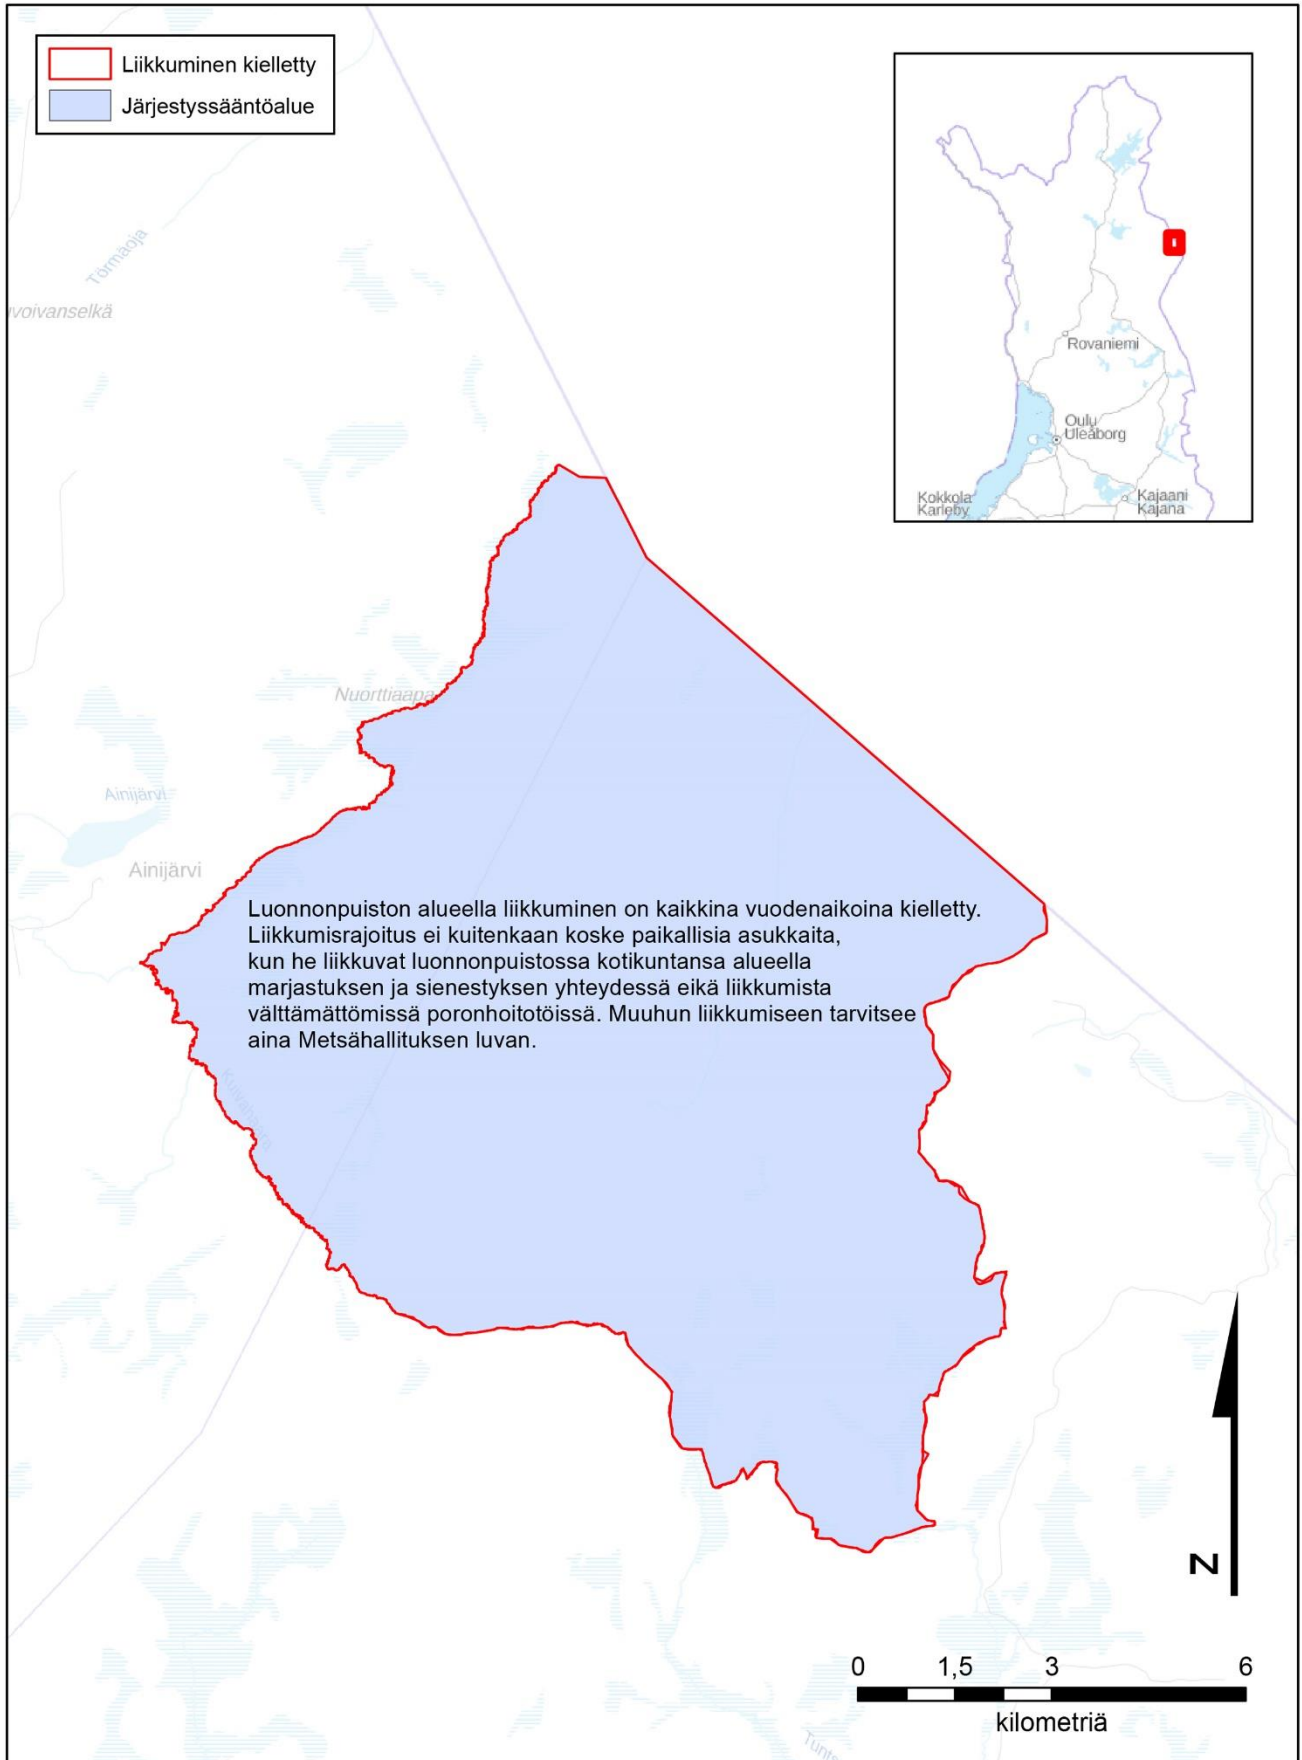 Liikkuminen kielletty
Järjestyssääntöalue
Törmäoja
voivanselkä
Rovaniemi
Oulu
Uleåborg
Kokkola
Karleby
Kajaani
Kajana
Nuorttiaapa
Ainijärvi
Ainijärvi
Luonnonpuiston alueella liikkuminen on kaikkina vuodenaikoina kielletty.
Liikkumisrajoitus ei kuitenkaan koske paikallisia asukkaita,
kun he liikkuvat luonnonpuistossa kotikuntansa alueella
marjastuksen ja sienestyksen yhteydessä eikä liikkumista
välttämättömissä poronhoitotöissä. Muuhun liikkumiseen tarvitsee
aina Metsähallituksen luvan.
N
0 1,5 3 6
kilometriä